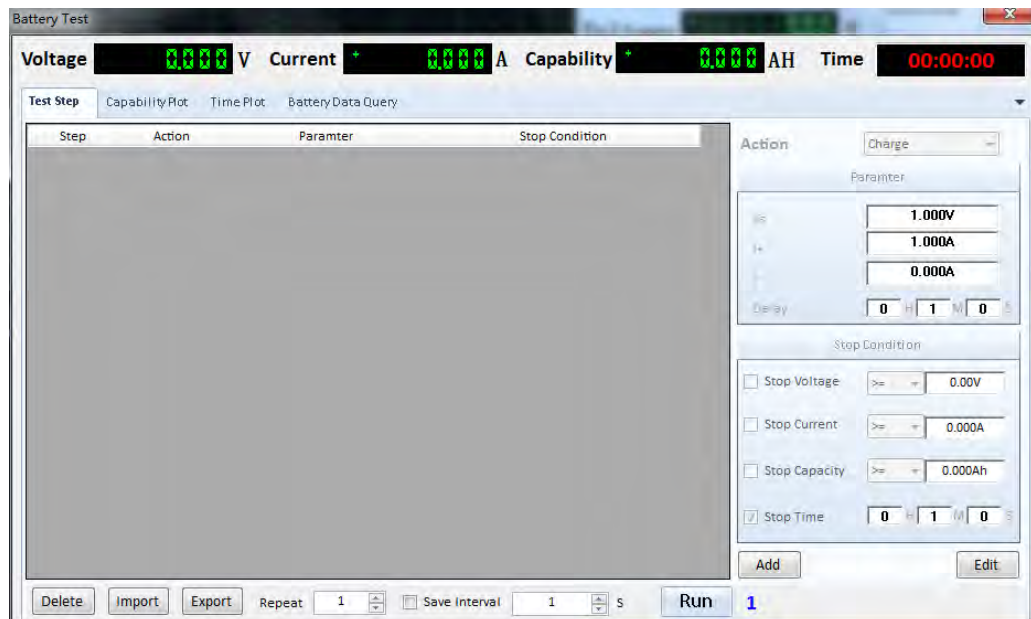 Battery Test
Voltage 0.000 V Current + 0.000 A Capability + 0.000 AH Time 00:00:00
Test Step Capability Plot Time Plot Battery Data Query
Step Action Paramter Stop Condition
Action Charge
Paramter
1.000V
1.000A
0.000A
Delay 0 H 1 M 0 S
Stop Condition
Stop Voltage >= 0.00V
Stop Current >= 0.000A
Stop Capacity >= 0.000Ah
Stop Time 0 H 1 M 0 S
Add Edit
Delete Import Export Repeat 1 Save Interval 1 S Run 1